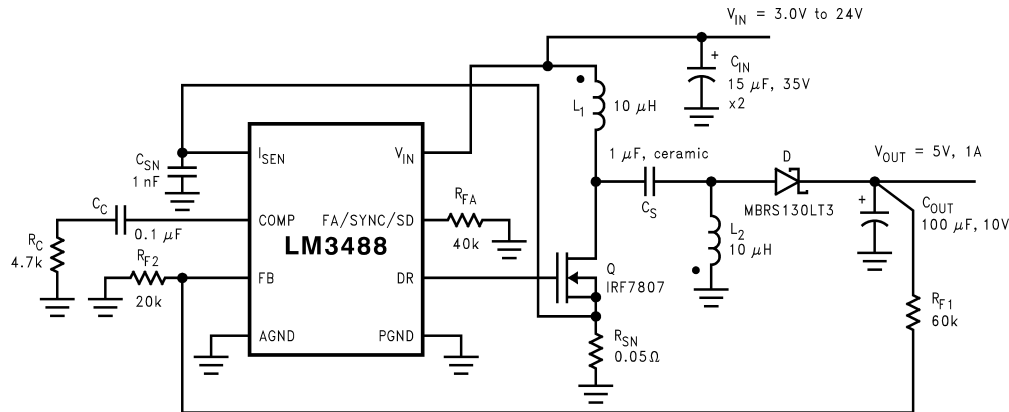 V_IN = 3.0V to 24V
C_IN
15 μF, 35V
x2
L_1
10 μH
I_SEN
V_IN
C_SN
1 nF
C_C
0.1 μF
R_C
4.7k
COMP
FA/SYNC/SD
R_FA
40k
LM3488
R_F2
20k
FB
DR
AGND
PGND
1 μF, ceramic
C_S
D
MBRS130LT3
V_OUT = 5V, 1A
C_OUT
100 μF, 10V
L_2
10 μH
Q
IRF7807
R_SN
0.05Ω
R_F1
60k
+
+